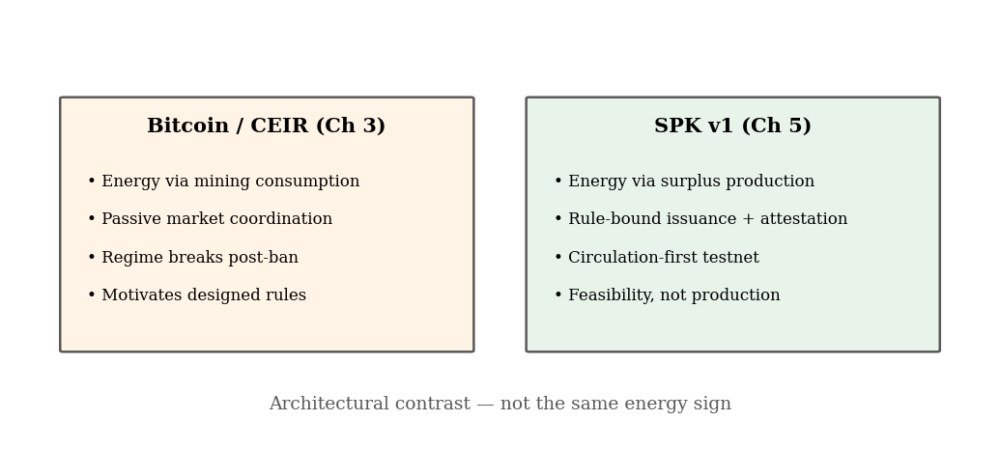 Bitcoin / CEIR (Ch 3)
• Energy via mining consumption
• Passive market coordination
• Regime breaks post-ban
• Motivates designed rules
SPK v1 (Ch 5)
• Energy via surplus production
• Rule-bound issuance + attestation
• Circulation-first testnet
• Feasibility, not production
Architectural contrast — not the same energy sign